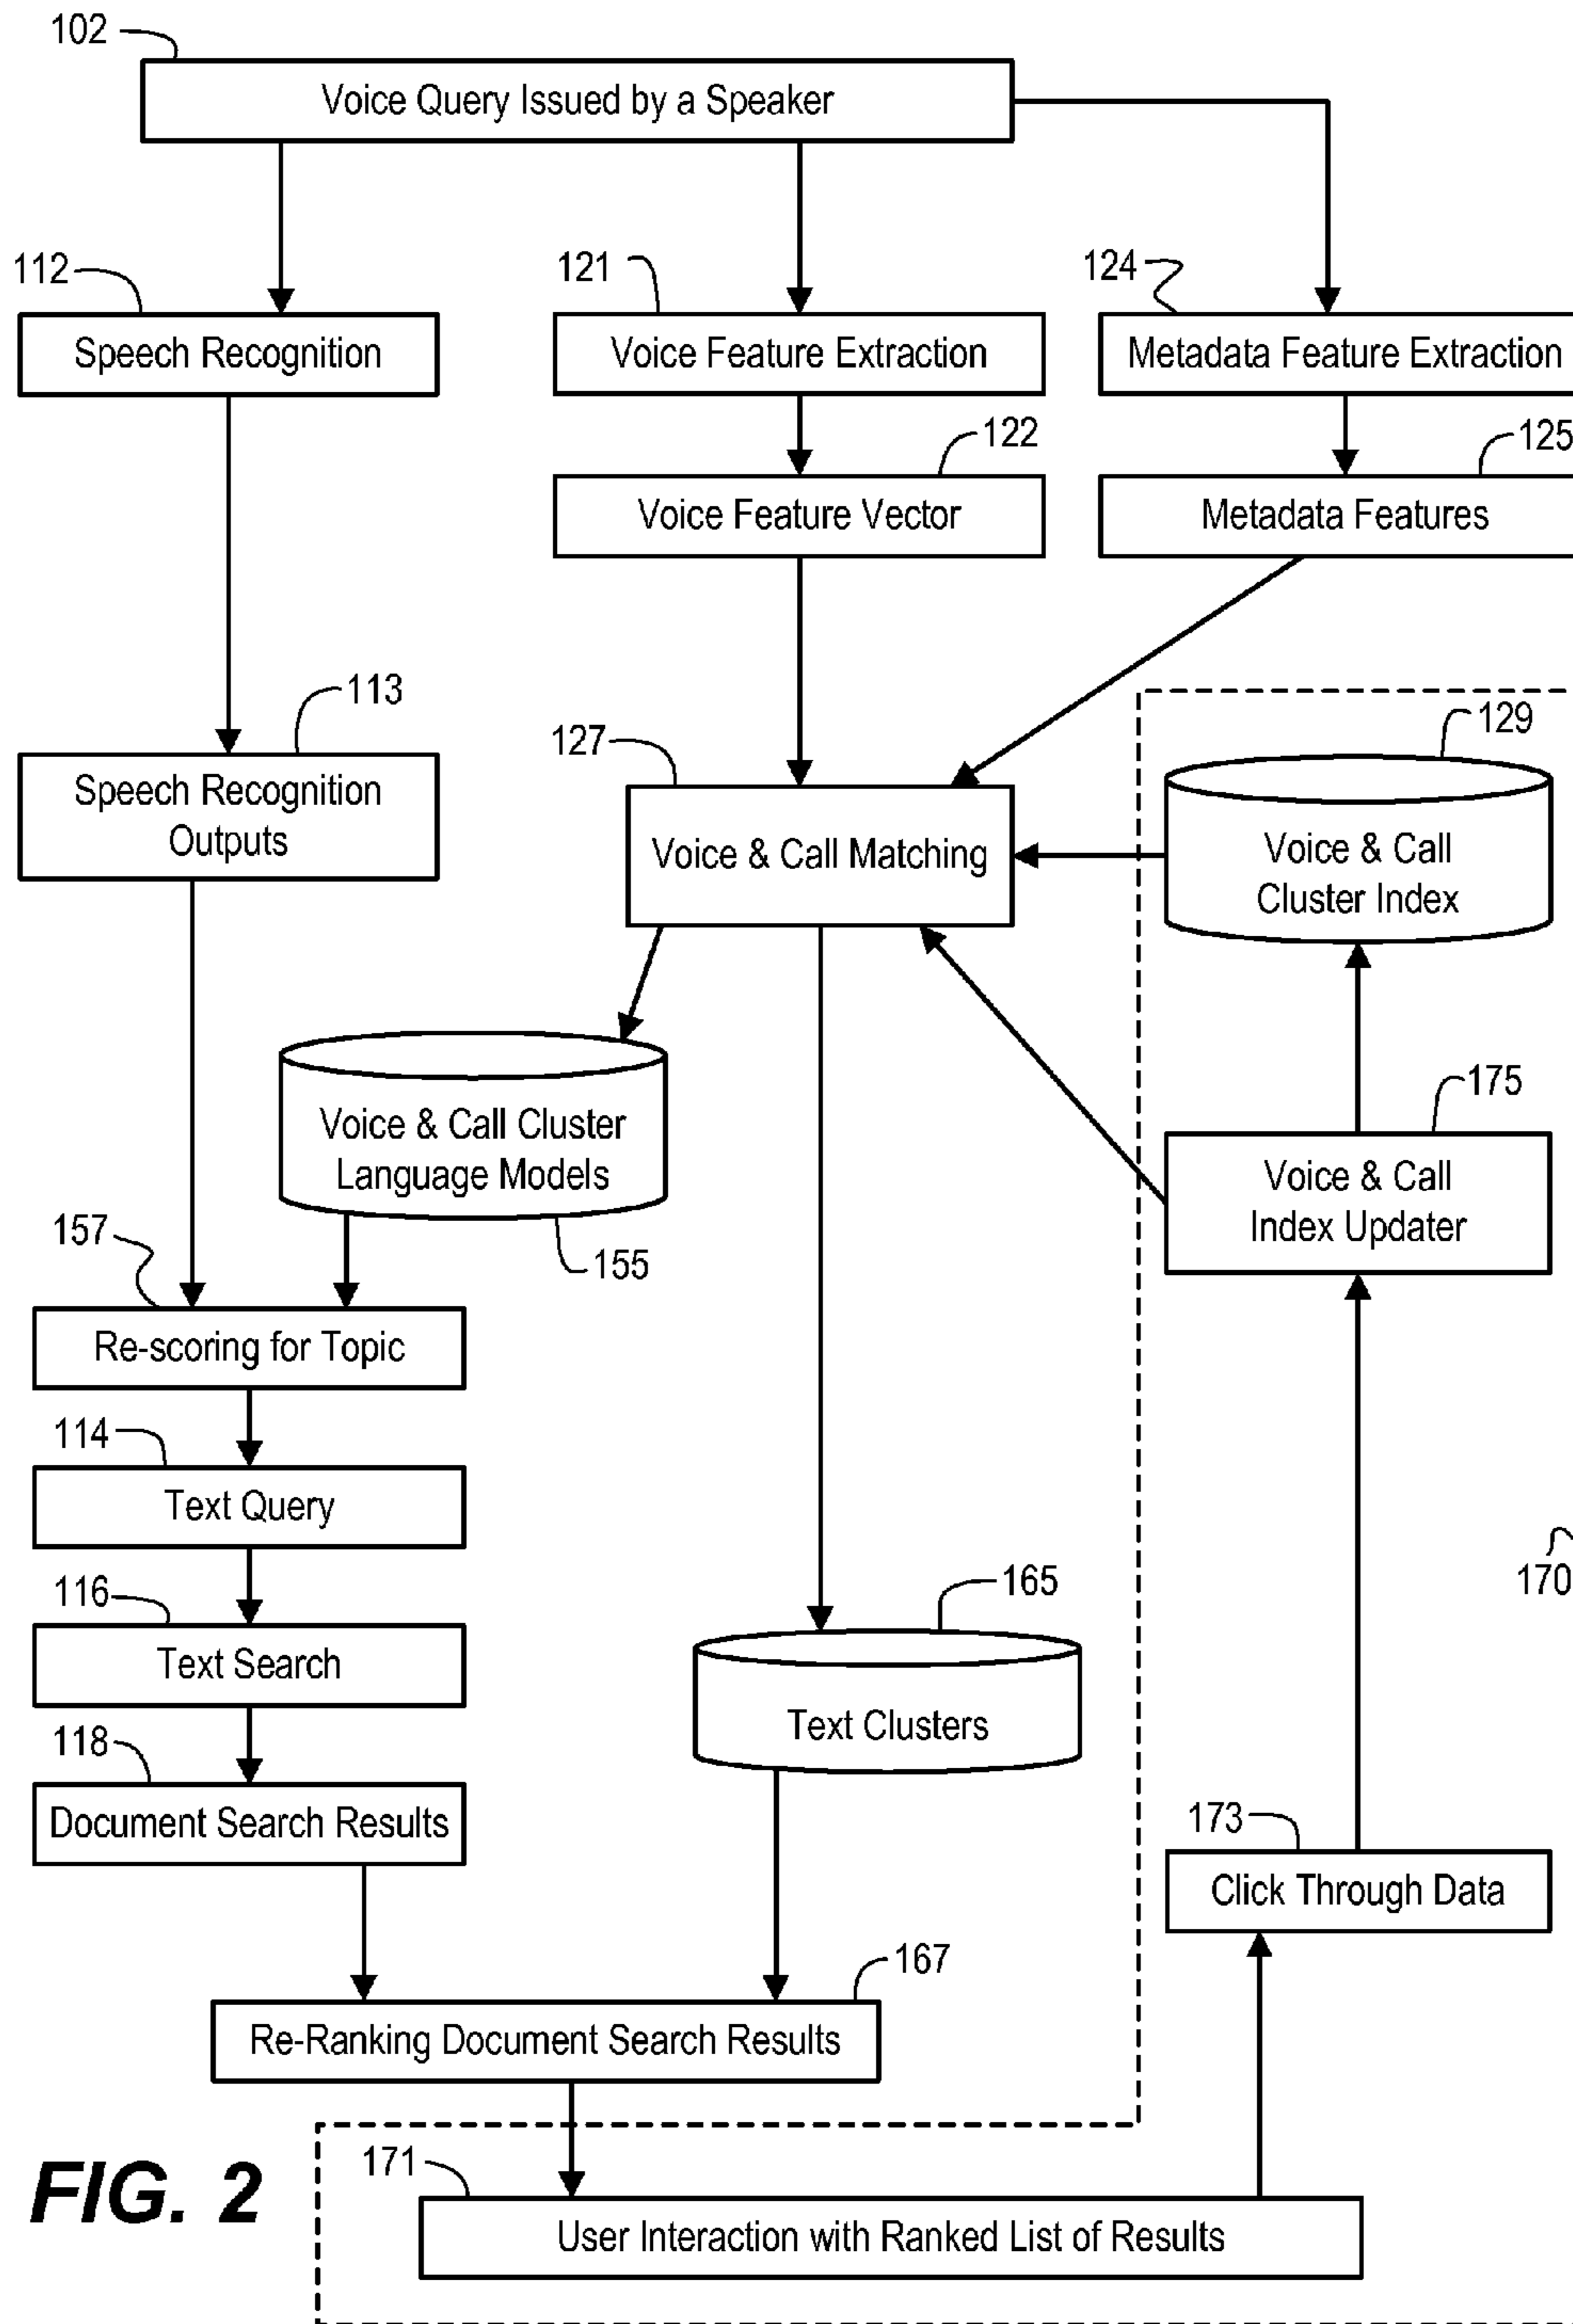 102
Voice Query Issued by a Speaker
112
121
124
Speech Recognition
Voice Feature Extraction
Metadata Feature Extraction
122
125
Voice Feature Vector
Metadata Features
113
127
129
Speech Recognition
Outputs
Voice & Call Matching
Voice & Call
Cluster Index
175
Voice & Call Cluster
Language Models
Voice & Call
Index Updater
157
155
Re-scoring for Topic
114
Text Query
170
116
165
Text Search
Text Clusters
118
Document Search Results
173
Click Through Data
167
Re-Ranking Document Search Results
171
FIG. 2
User Interaction with Ranked List of Results